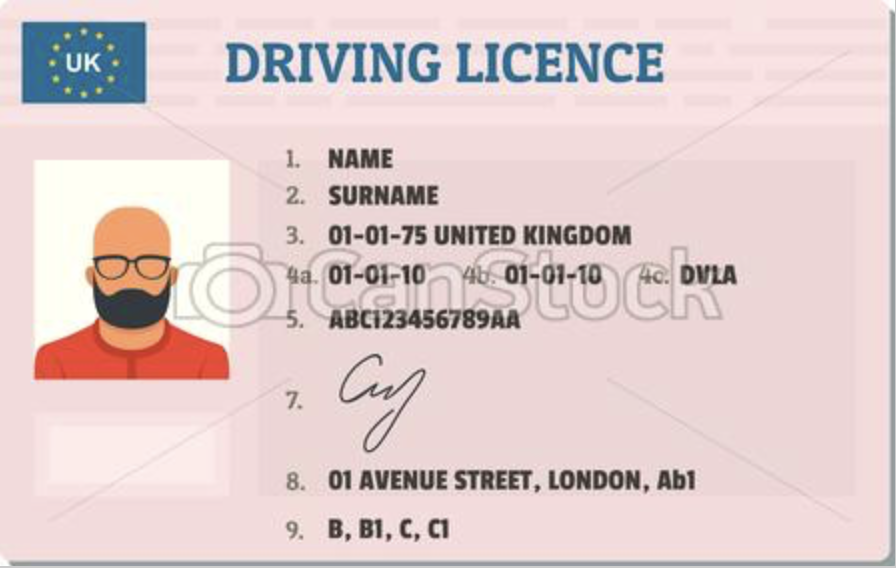 UK
DRIVING LICENCE
1. NAME
2. SURNAME
3. 01-01-75 UNITED KINGDOM
4a. 01-01-10 4b. 01-01-10 4c. DVLA
CanStock
5. ABC123456789AA
7.
8. 01 AVENUE STREET, LONDON, Ab1
9. B, B1, C, C1